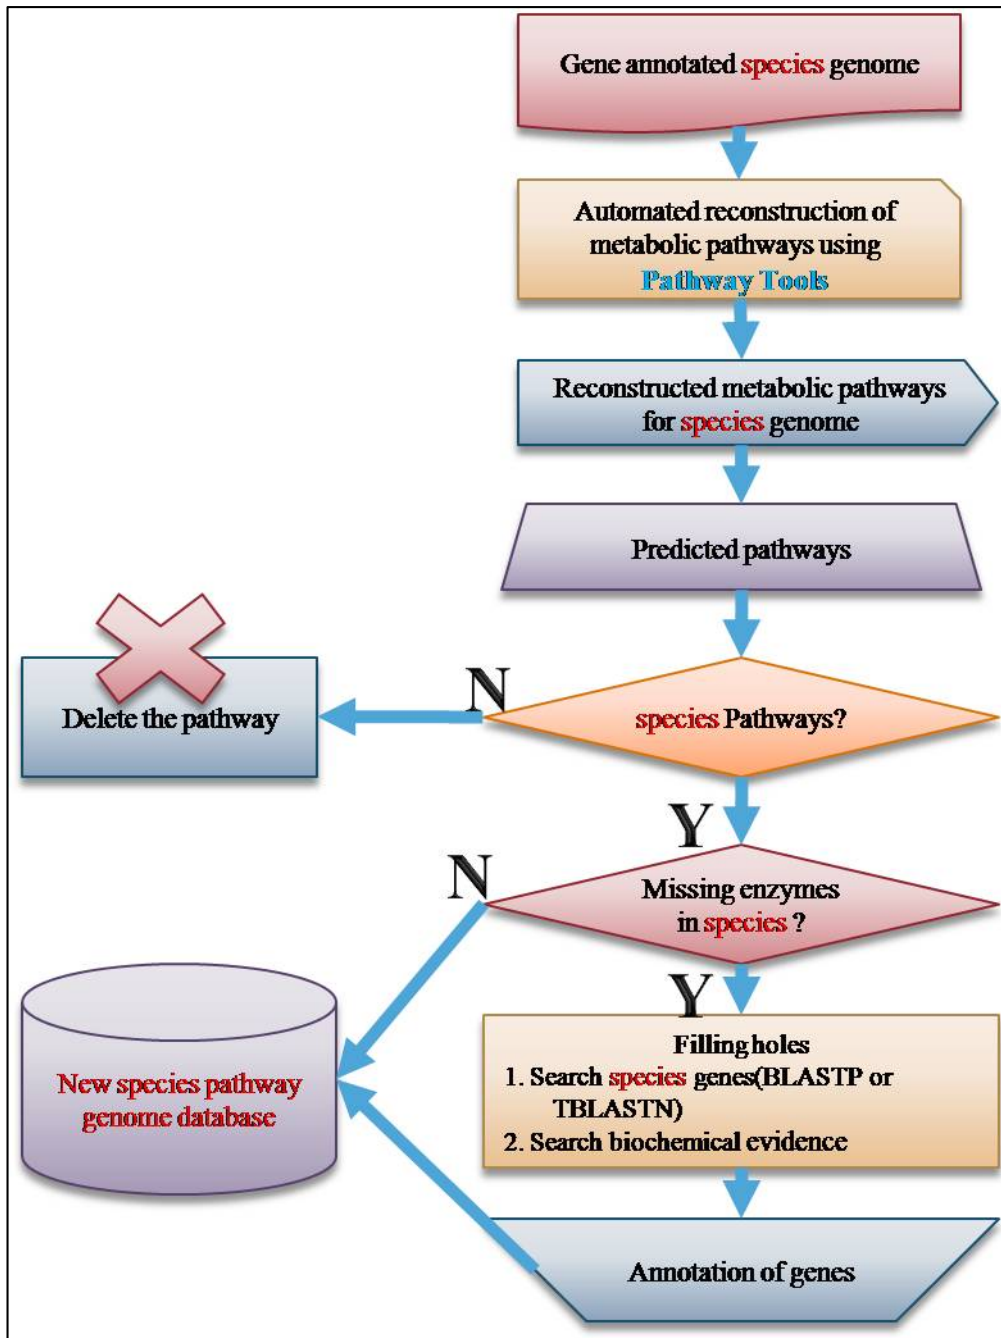 Gene annotated species genome
Automated reconstruction of
metabolic pathways using
Pathway Tools
Reconstructed metabolic pathways
for species genome
Predicted pathways
N
Delete the pathway
species Pathways?
Y
N
Missing enzymes
in species ?
Y
Filling holes
1. Search species genes(BLASTP or
TBLASTN)
2. Search biochemical evidence
New species pathway
genome database
Annotation of genes